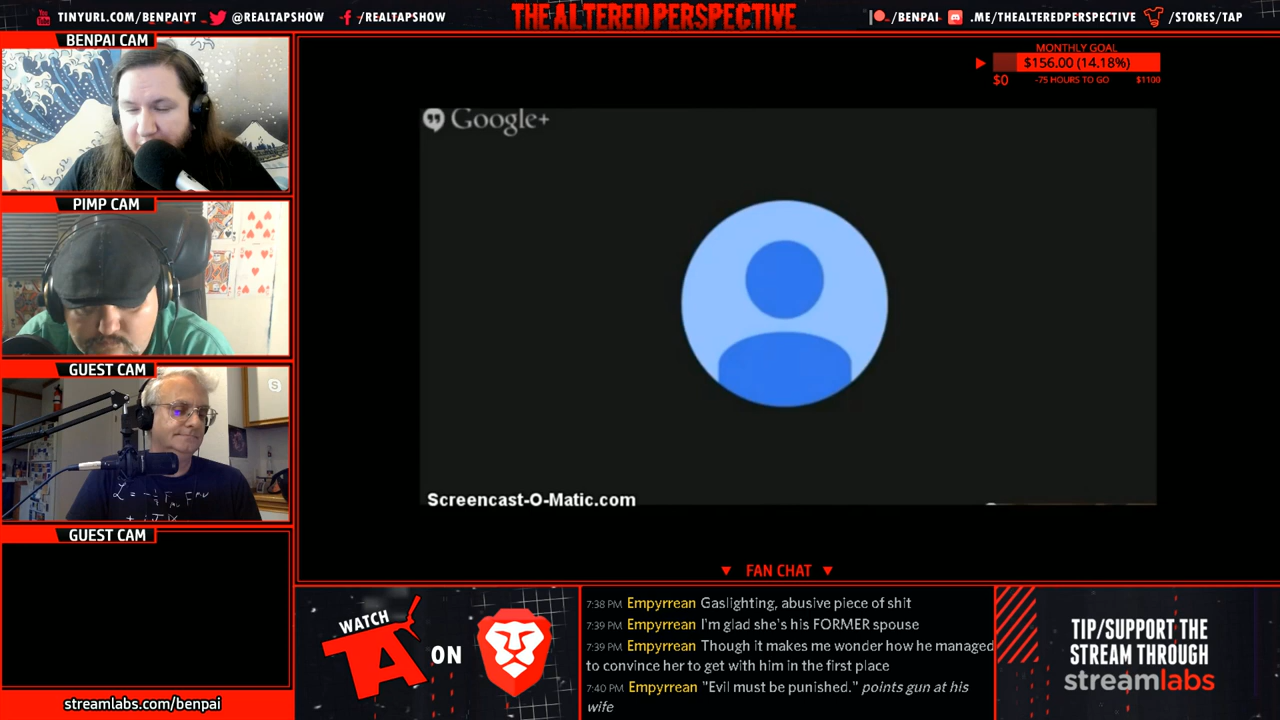 TINYURL.COM/BENPAIYT
@REALTAPSHOW
/REALTAPSHOW
THE ALTERED PERSPECTIVE
/BENPAI
.ME/THEALTEREDPERSPECTIVE
/STORES/TAP
BENPAI CAM
MONTHLY GOAL
$156.00 (14.18%)
$0
-75 HOURS TO GO
$1100
Google+
PIMP CAM
GUEST CAM
Screencast-O-Matic.com
GUEST CAM
FAN CHAT
WATCH
TA
ON
7:38 PM Empyrrean Gaslighting, abusive piece of shit
7:39 PM Empyrrean I'm glad she's his FORMER spouse
7:39 PM Empyrrean Though it makes me wonder how he managed
to convince her to get with him in the first place
7:40 PM Empyrrean "Evil must be punished." points gun at his
wife
TIP/SUPPORT THE
STREAM THROUGH
streamlabs
streamlabs.com/benpai